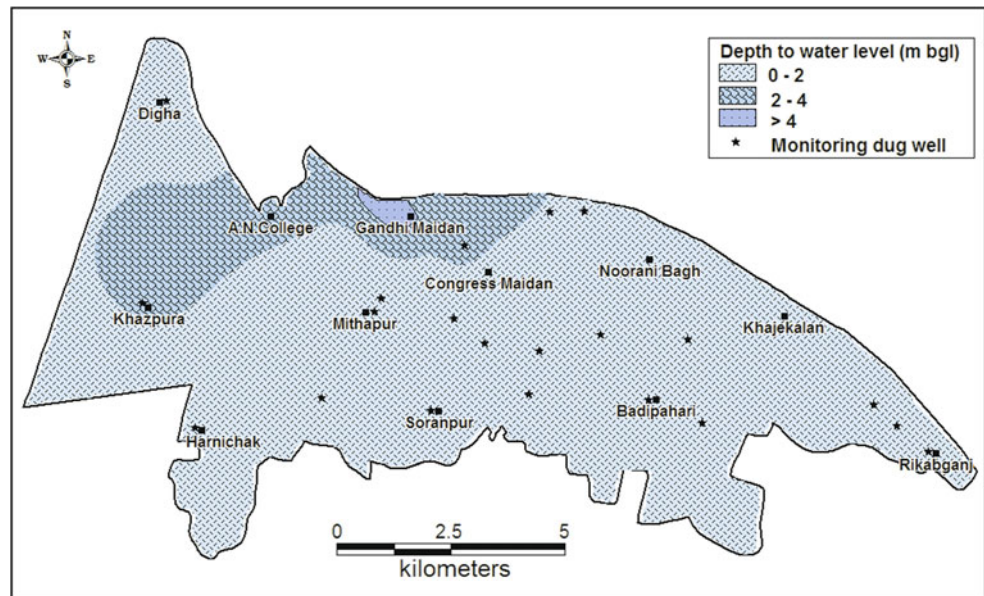 N
W E
S
Depth to water level (m bgl)
0 - 2
2 - 4
> 4
Monitoring dug well
Digha
A.N.College
Gandhi Maidan
Noorani Bagh
Congress Maidan
Khazpura
Mithapur
Khajekalan
Badipahari
Soranpur
Harnichak
Rikabganj
0 2.5 5
kilometers